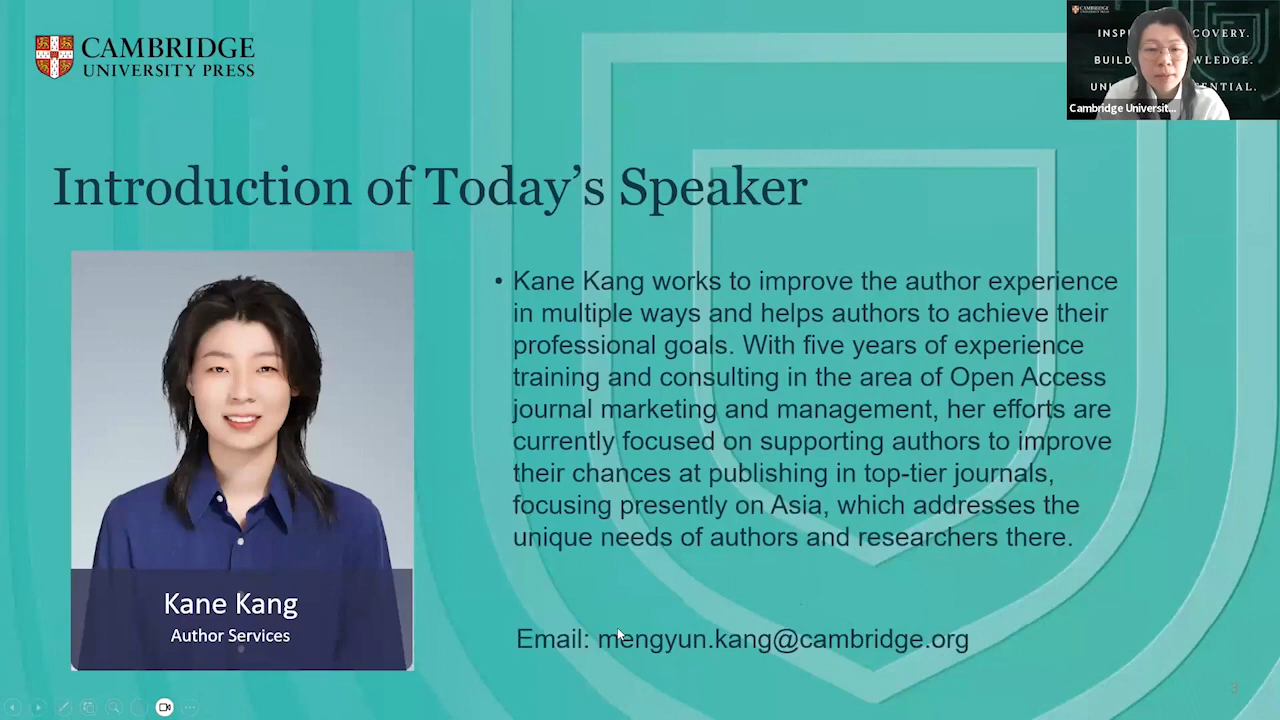 CAMBRIDGE
UNIVERSITY PRESS
Introduction of Today's Speaker
• Kane Kang works to improve the author experience
in multiple ways and helps authors to achieve their
professional goals. With five years of experience
training and consulting in the area of Open Access
journal marketing and management, her efforts are
currently focused on supporting authors to improve
their chances at publishing in top-tier journals,
focusing presently on Asia, which addresses the
unique needs of authors and researchers there.
Kane Kang
Author Services
Email: mengyun.kang@cambridge.org
3
Cambridge Universit...